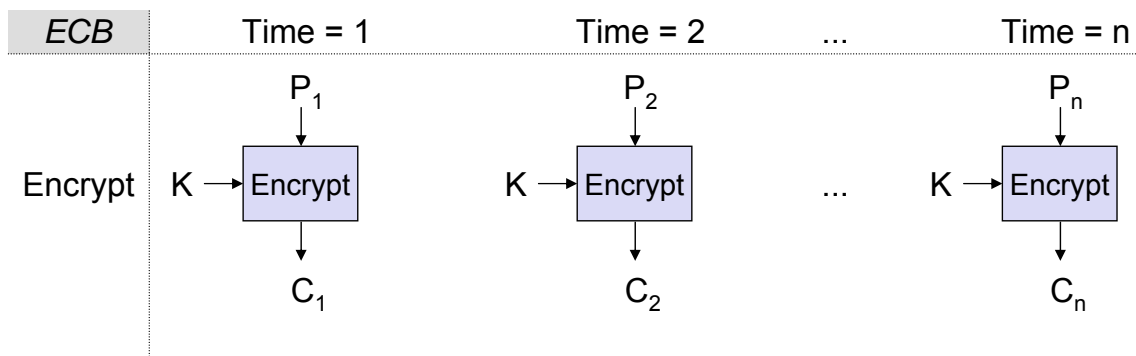 ECB Time = 1 Time = 2 ... Time = n
P1 P2 Pn
Encrypt K Encrypt K Encrypt ... K Encrypt
C1 C2 Cn